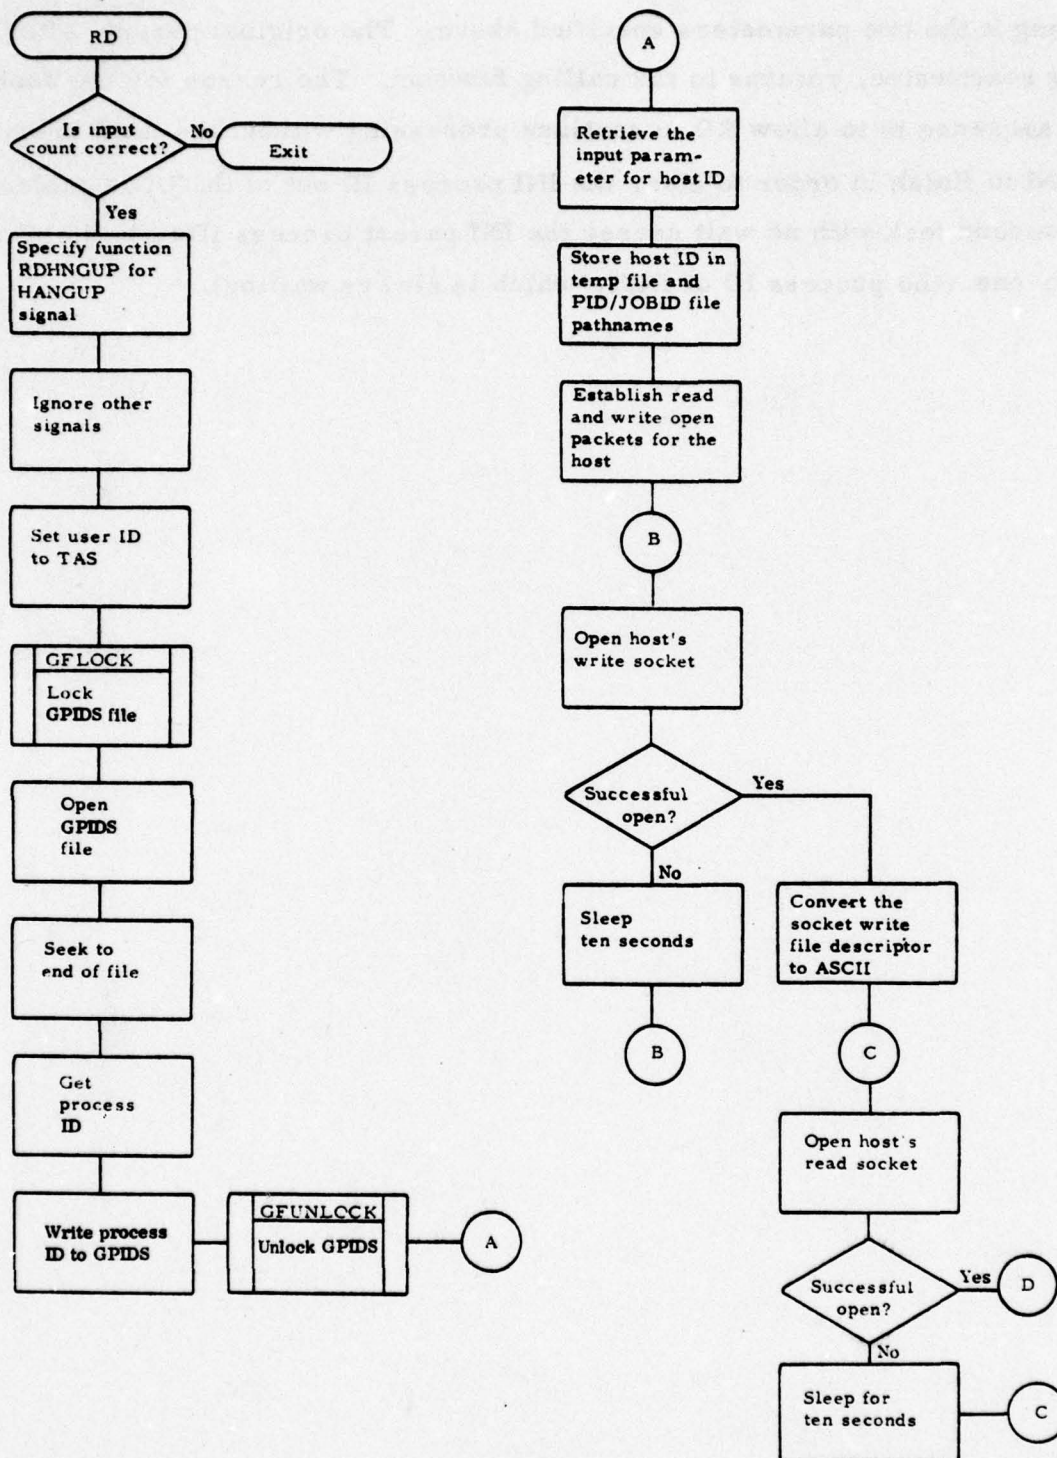 RD
Is input
count correct?
No
Exit
Yes
Specify function
RDHNGUP for
HANGUP
signal
Ignore other
signals
Set user ID
to TAS
GFLOCK
Lock
GPIDS file
Open
GPIDS
file
Seek to
end of file
Get
process
ID
Write process
ID to GPIDS
GFUNLOCK
Unlock GPIDS
A
A
Retrieve the
input param-
eter for host ID
Store host ID in
temp file and
PID/JOBID file
pathnames
Establish read
and write open
packets for the
host
B
Open host's
write socket
Successful
open?
Yes
No
Sleep
ten seconds
B
Convert the
socket write
file descriptor
to ASCII
C
Open host's
read socket
Successful
open?
Yes
D
No
Sleep for
ten seconds
C